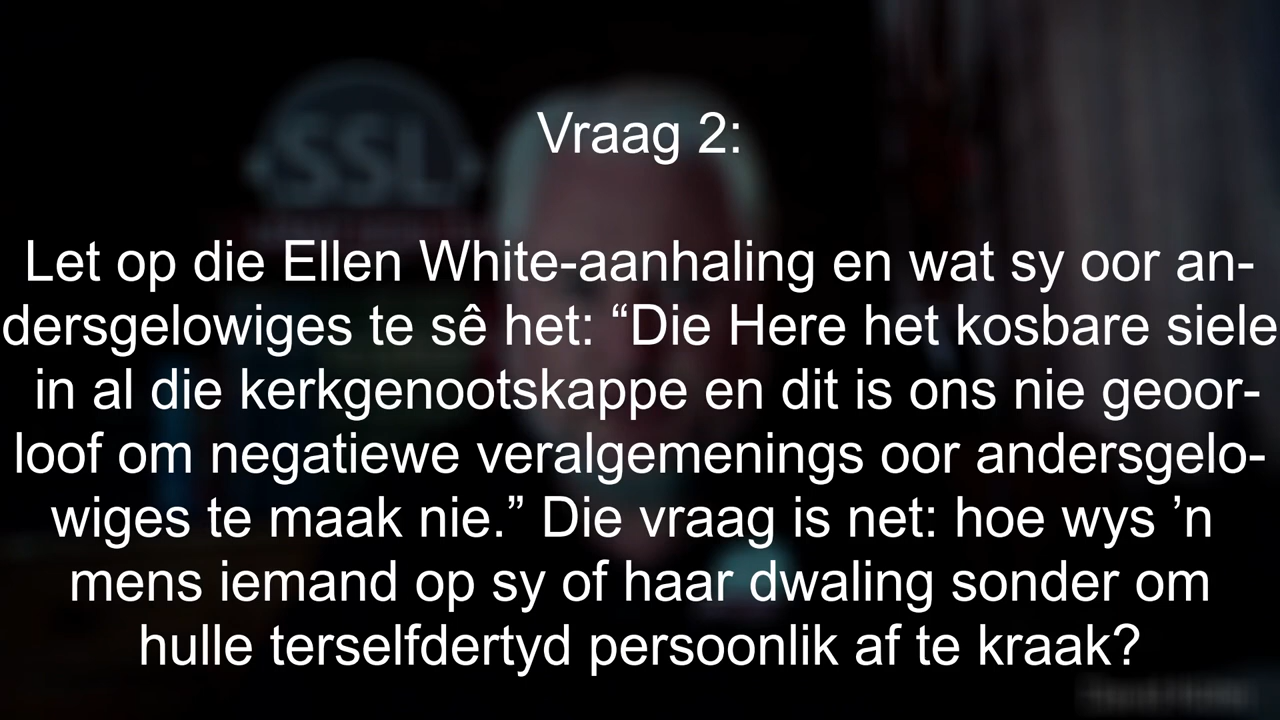 SSL
Vraag 2:
Let op die Ellen White-aanhaling en wat sy oor an-
dersgelowiges te sê het: “Die Here het kosbare siele
in al die kerkgenootskappe en dit is ons nie geoor-
loof om negatiewe veralgemenings oor andersgelo-
wiges te maak nie.” Die vraag is net: hoe wys ’n
mens iemand op sy of haar dwaling sonder om
hulle terselfdertyd persoonlik af te kraak?